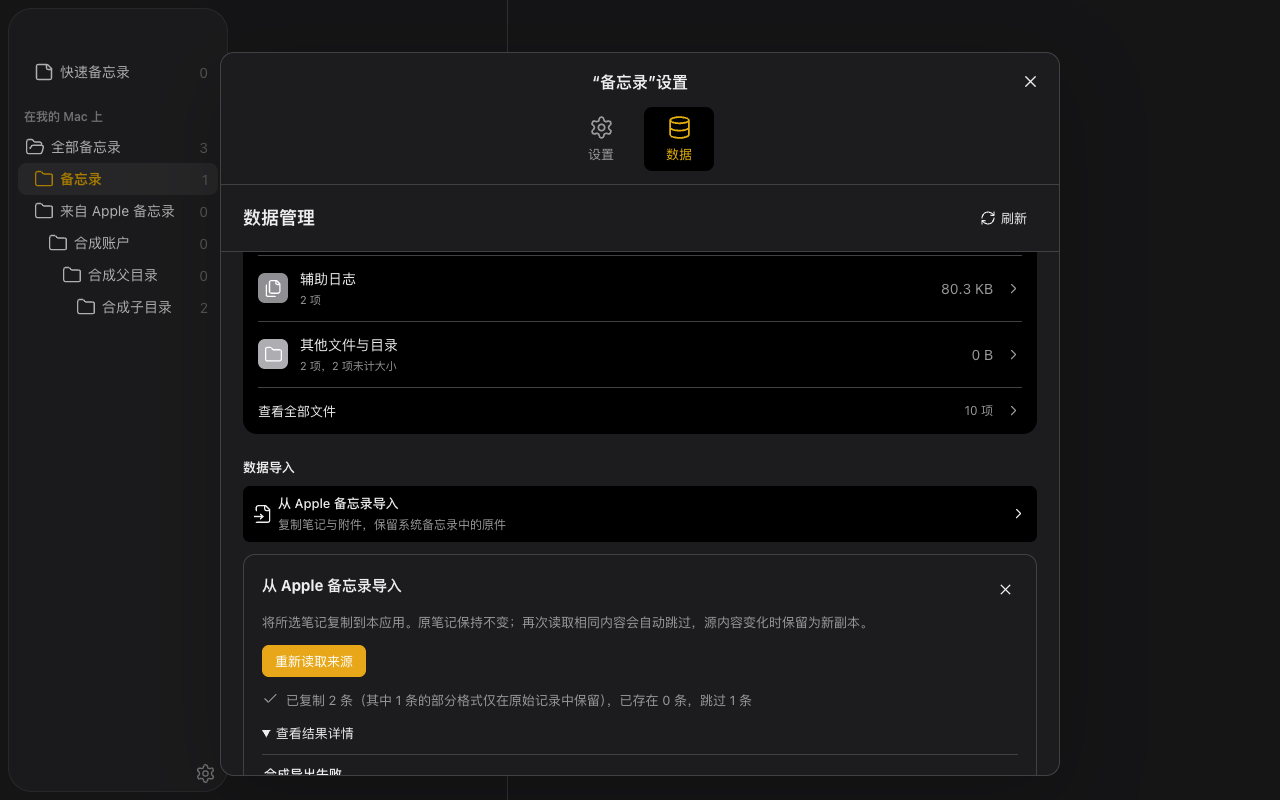 快速备忘录 0
在我的 Mac 上
全部备忘录 3
备忘录 1
来自 Apple 备忘录 0
合成账户 0
合成父目录 0
合成子目录 2
“备忘录”设置
设置
数据
数据管理
刷新
辅助日志
2 项
80.3 KB
其他文件与目录
2 项，2 项未计大小
0 B
查看全部文件
10 项
数据导入
从 Apple 备忘录导入
复制笔记与附件，保留系统备忘录中的原件
从 Apple 备忘录导入
将所选笔记复制到本应用。原笔记保持不变；再次读取相同内容会自动跳过，源内容变化时保留为新副本。
重新读取来源
已复制 2 条（其中 1 条的部分格式仅在原始记录中保留），已存在 0 条，跳过 1 条
查看结果详情
合成导出失败